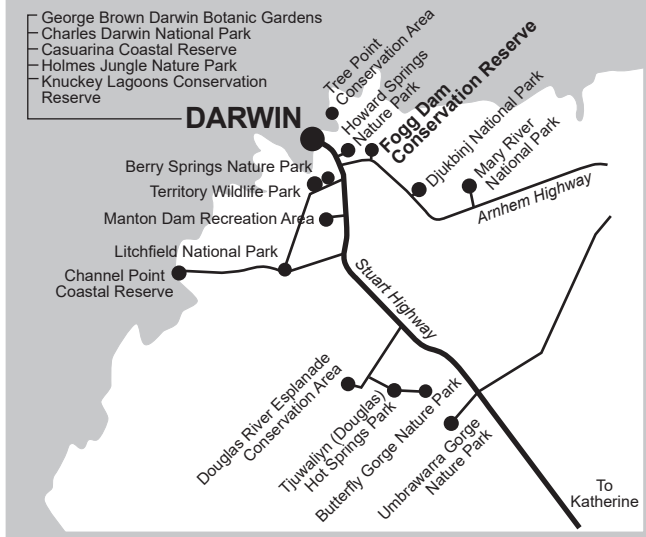 George Brown Darwin Botanic Gardens
Charles Darwin National Park
Casuarina Coastal Reserve
Holmes Jungle Nature Park
Knuckey Lagoons Conservation
Reserve
DARWIN
Tree Point
Conservation Area
Howard Springs
Nature Park
Fogg Dam
Conservation Reserve
Djukbinj National Park
Mary River
National Park
Arnhem Highway
Berry Springs Nature Park
Territory Wildlife Park
Manton Dam Recreation Area
Litchfield National Park
Channel Point
Coastal Reserve
Stuart Highway
Douglas River Esplanade
Conservation Area
Tjuwaliyn (Douglas)
Hot Springs Park
Butterfly Gorge Nature Park
Umbrawarra Gorge
Nature Park
To
Katherine